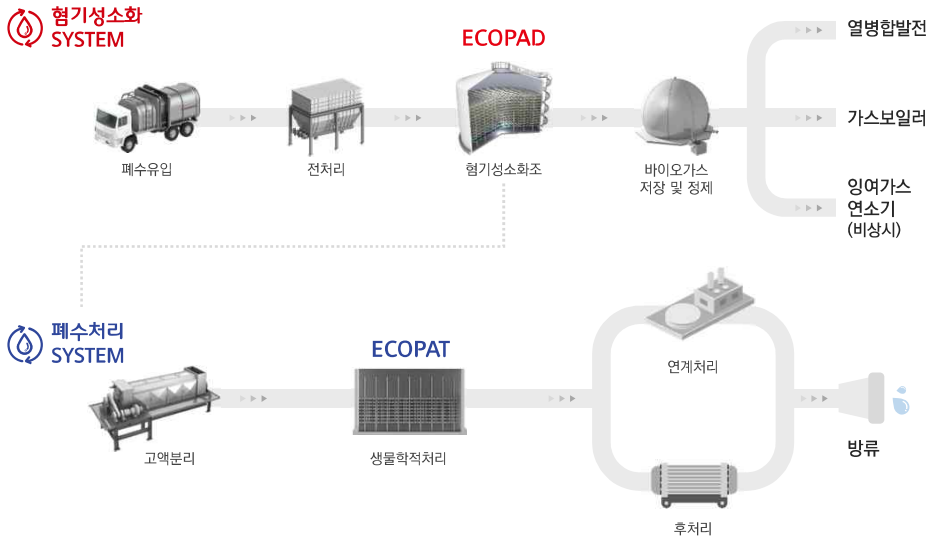 혐기성소화
SYSTEM
ECOPAD
폐수유입
전처리
혐기성소화조
바이오가스
저장 및 정제
열병합발전
가스보일러
잉여가스
연소기
(비상시)
폐수처리
SYSTEM
ECOPAT
고액분리
생물학적처리
연계처리
후처리
방류